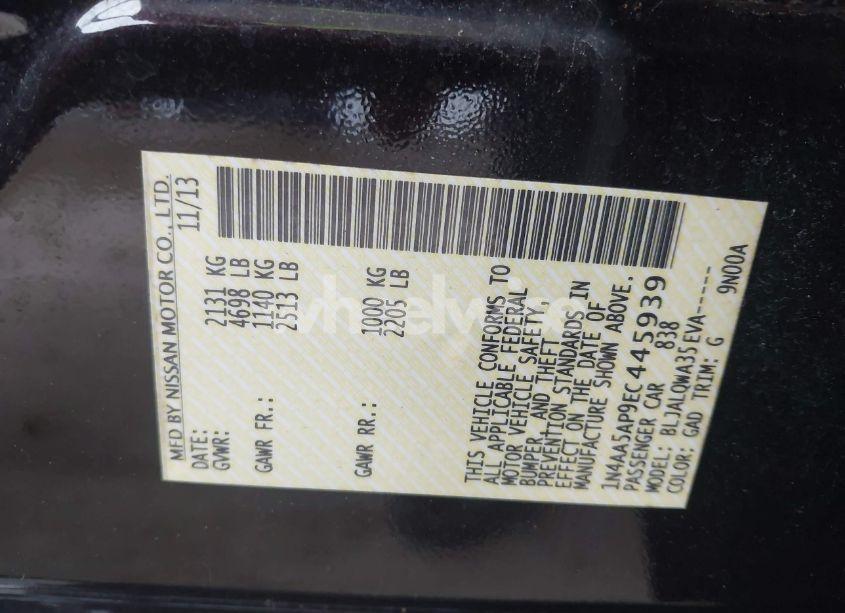 MFD BY NISSAN MOTOR CO., LTD.
DATE: 11/13
GVWR: 2131 KG
4698 LB
GAWR FR.: 1140 KG
2513 LB
GAWR RR.: 1000 KG
2205 LB
THIS VEHICLE CONFORMS TO
ALL APPLICABLE FEDERAL
MOTOR VEHICLE SAFETY,
BUMPER, AND THEFT
PREVENTION STANDARDS IN
EFFECT ON THE DATE OF
MANUFACTURE SHOWN ABOVE.
1N4AA5AP9EC445939
PASSENGER CAR 838
MODEL: BLJALQWA35EVA-----
COLOR: GAD TRIM: G 9N00A
wheelwise